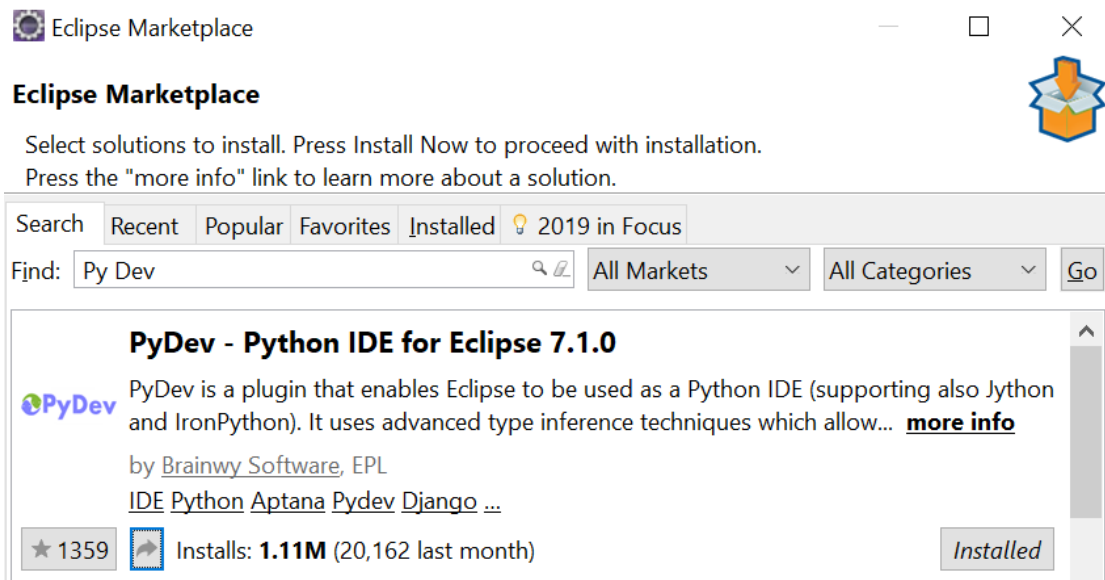 Eclipse Marketplace
Eclipse Marketplace
Select solutions to install. Press Install Now to proceed with installation.
Press the "more info" link to learn more about a solution.
Search Recent Popular Favorites Installed 2019 in Focus
Find: Py Dev All Markets All Categories Go
PyDev - Python IDE for Eclipse 7.1.0
PyDev
PyDev is a plugin that enables Eclipse to be used as a Python IDE (supporting also Jython
and IronPython). It uses advanced type inference techniques which allow... more info
by Brainwy Software, EPL
IDE Python Aptana Pydev Django ...
1359 Installs: 1.11M (20,162 last month) Installed